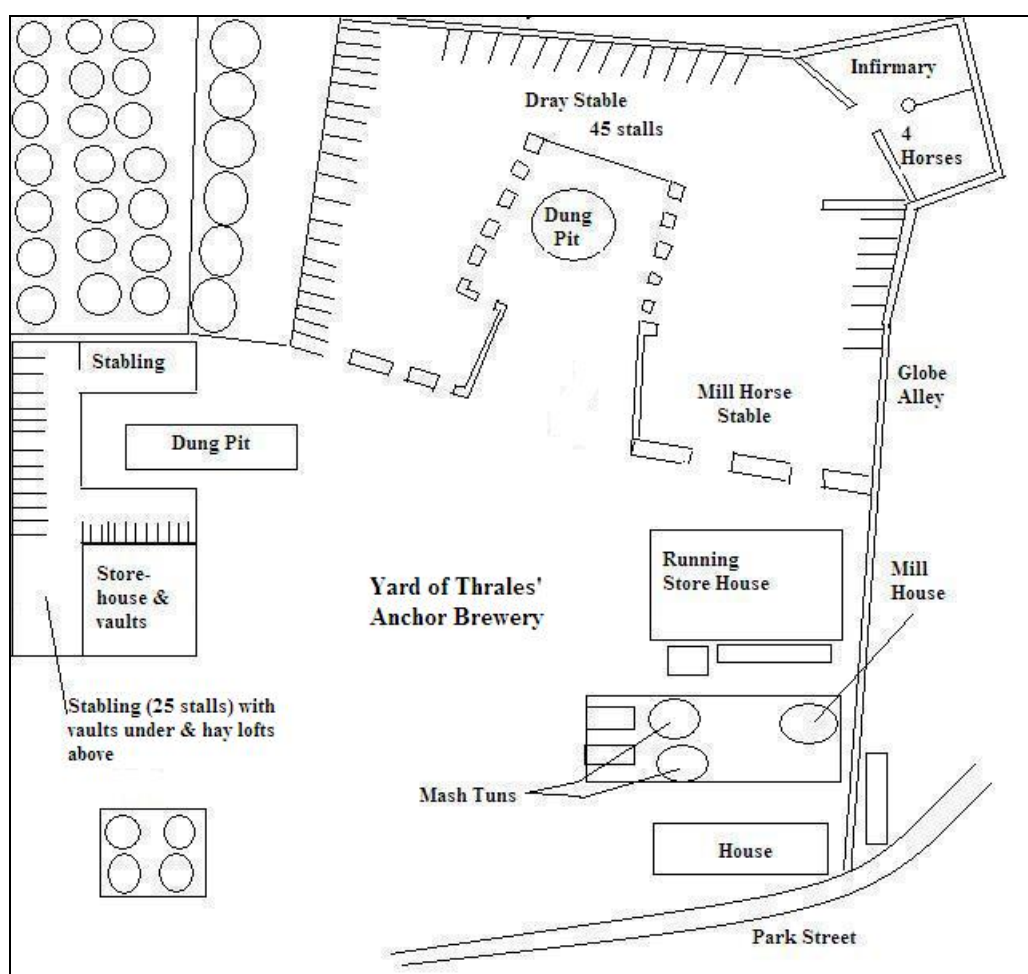 Infirmary
4
Horses
Dray Stable
45 stalls
Dung
Pit
Stabling
Dung Pit
Globe
Alley
Mill Horse
Stable
Store-
house &
vaults
Yard of Thrales'
Anchor Brewery
Running
Store House
Mill
House
Stabling (25 stalls) with
vaults under & hay lofts
above
Mash Tuns
House
Park Street